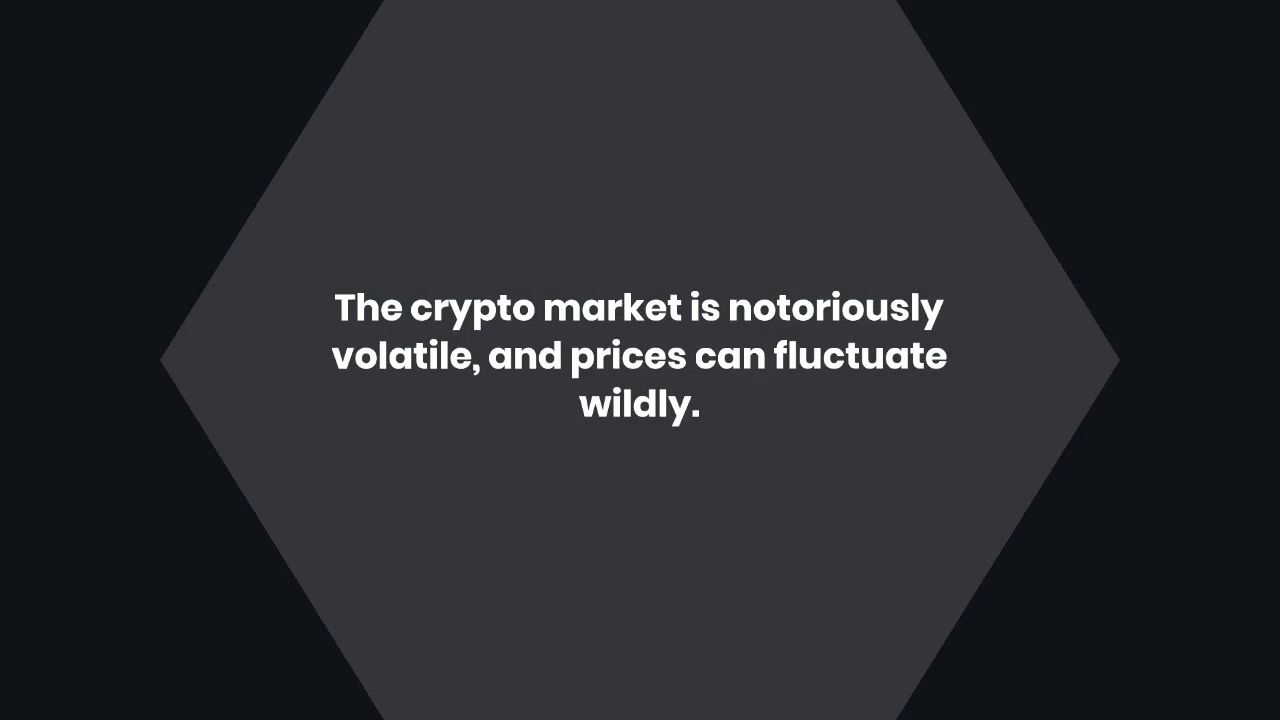 The crypto market is notoriously
volatile, and prices can fluctuate
wildly.